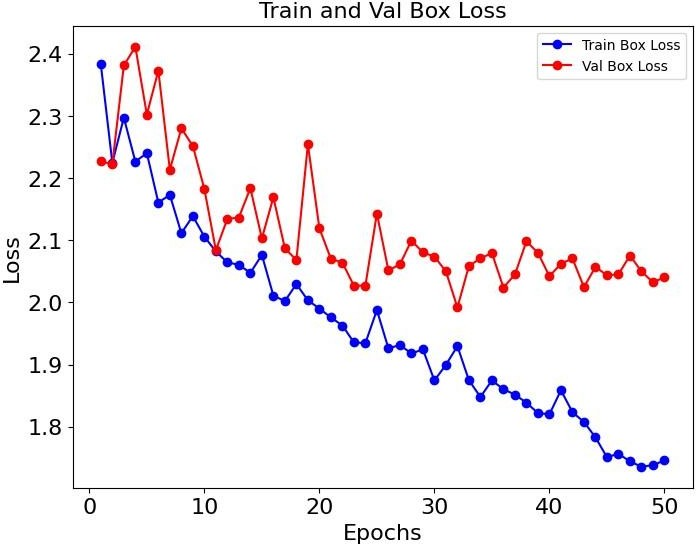 Train and Val Box Loss
Train Box Loss
Val Box Loss
2.4
2.3
2.2
2.1
2.0
1.9
1.8
Loss
0 10 20 30 40 50
Epochs